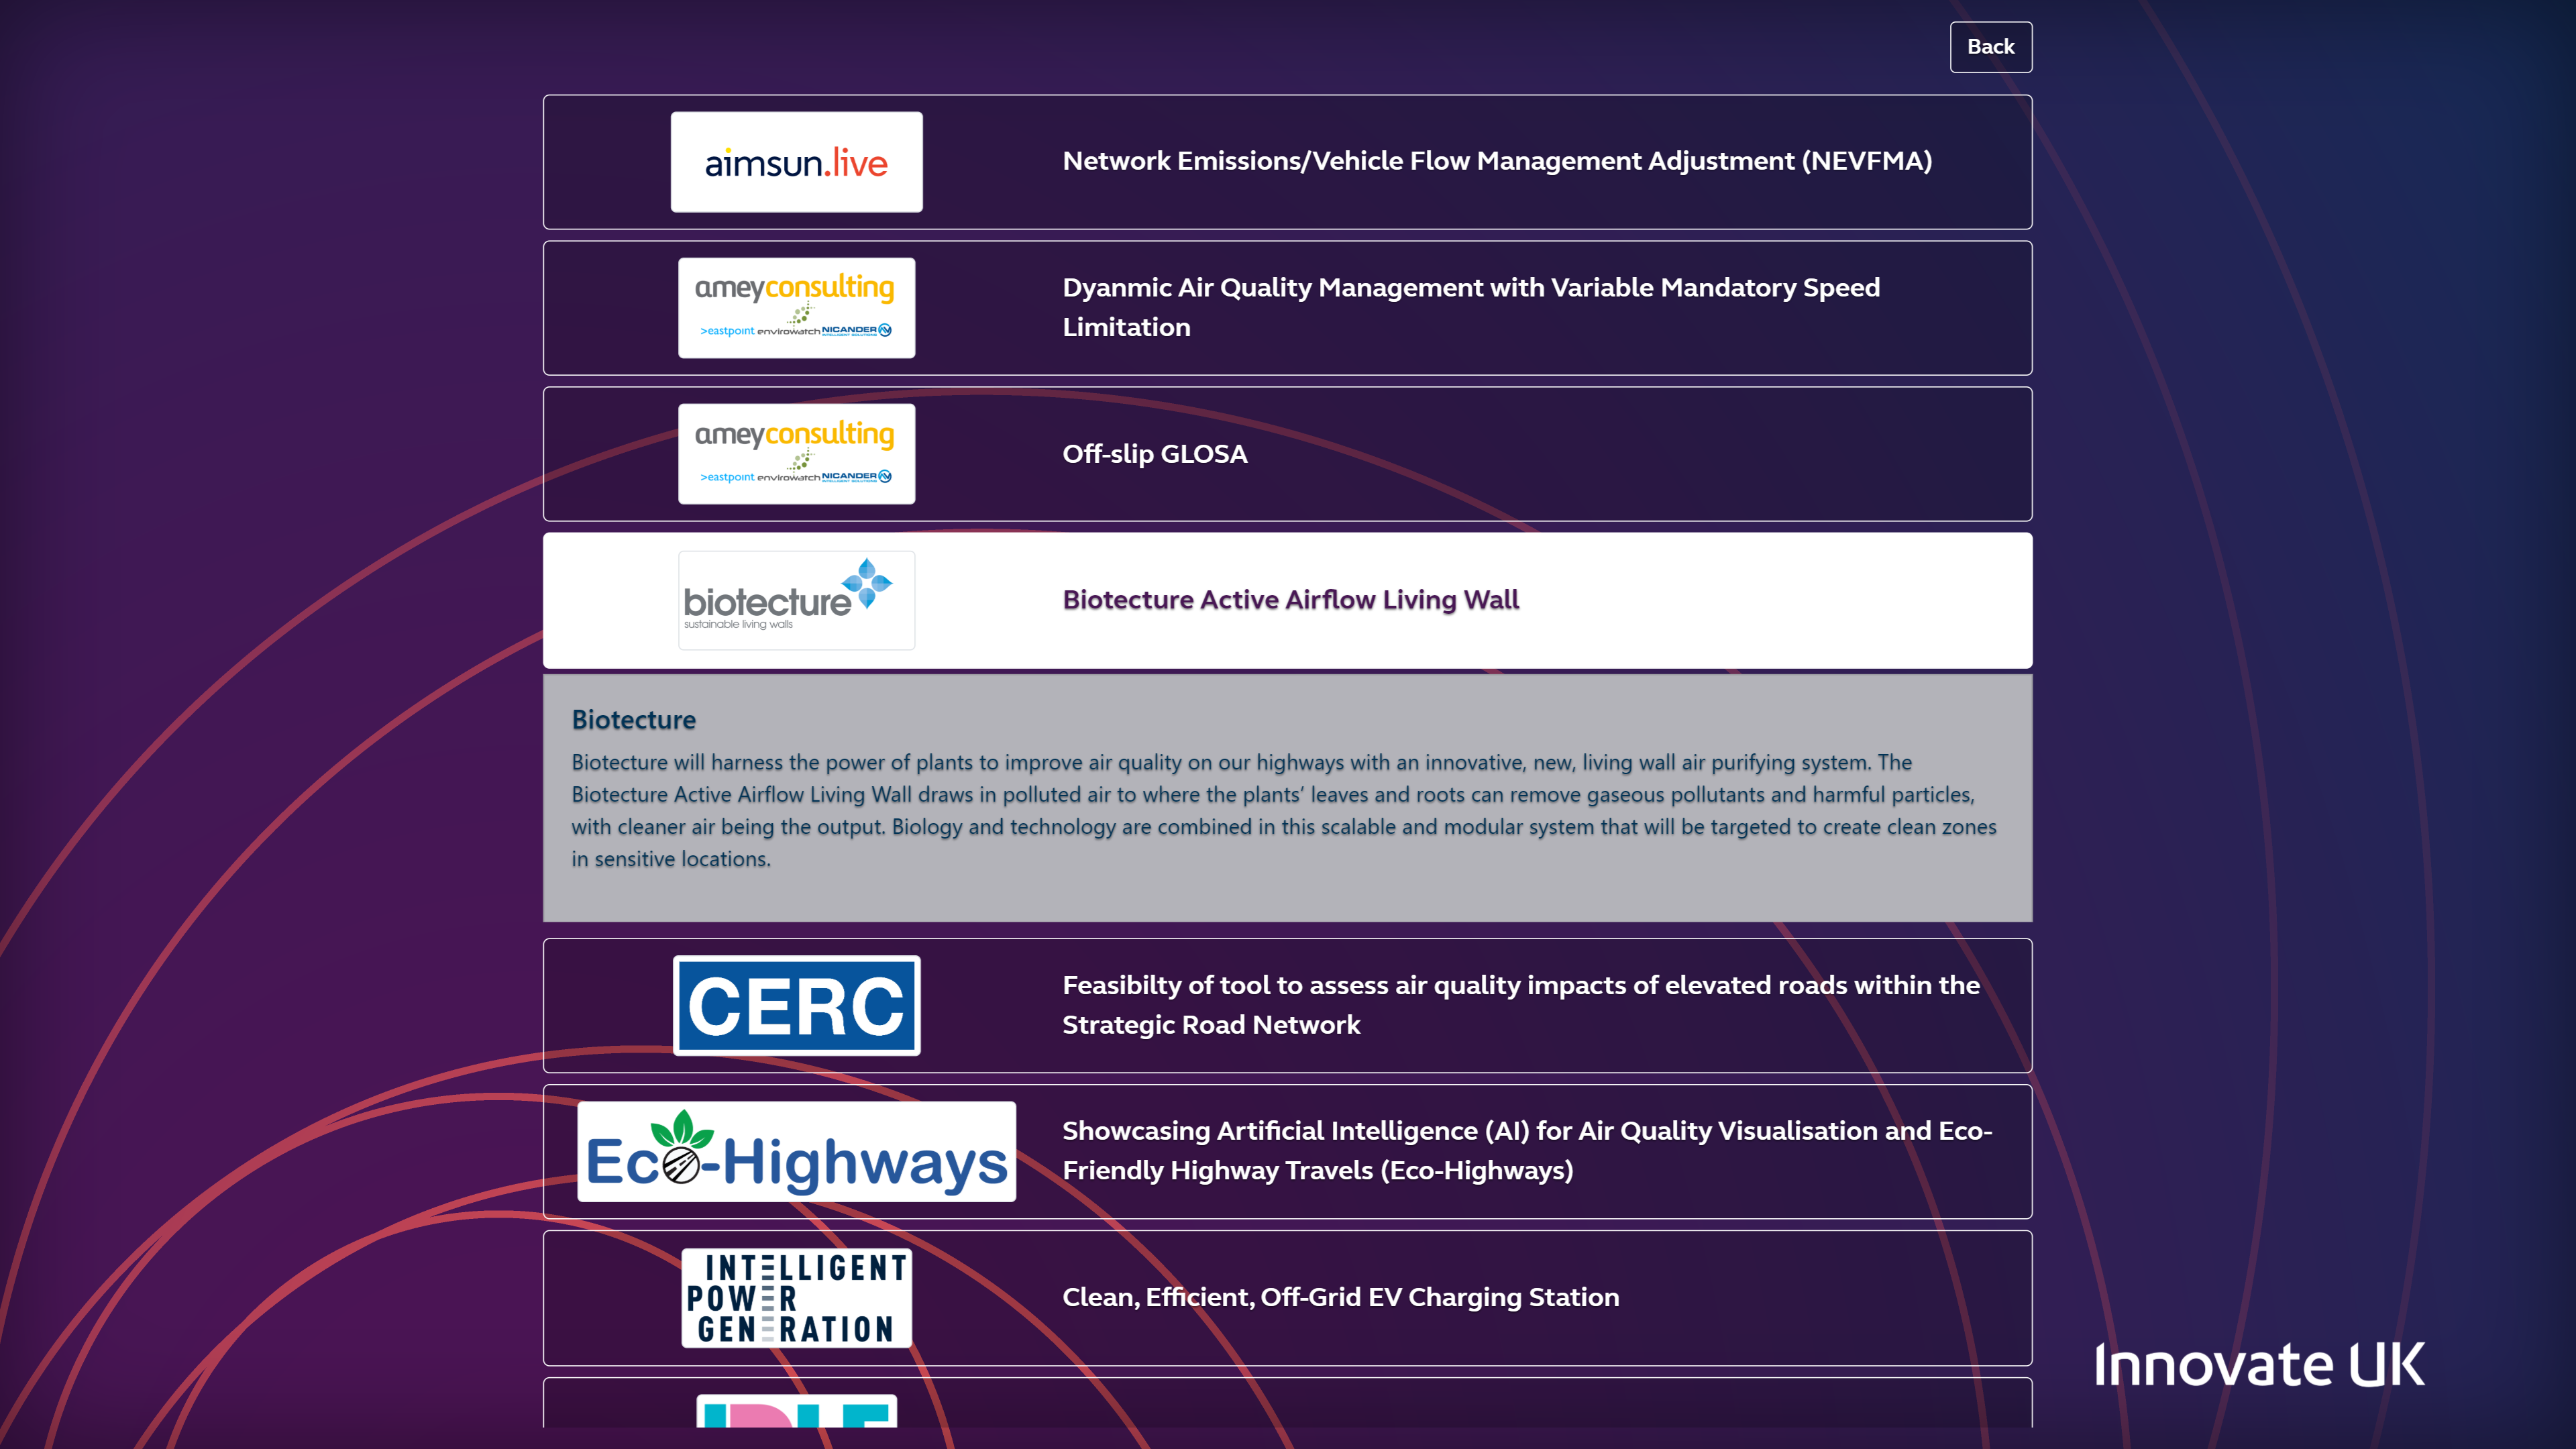 Back
aimsun.live
Network Emissions/Vehicle Flow Management Adjustment (NEVFMA)
ameyconsulting
>eastpoint envirowatch NICANDER
INTELLIGENT SOLUTIONS
Dyanmic Air Quality Management with Variable Mandatory Speed
Limitation
ameyconsulting
>eastpoint envirowatch NICANDER
INTELLIGENT SOLUTIONS
Off-slip GLOSA
biotecture
sustainable living walls
Biotecture Active Airflow Living Wall
Biotecture
Biotecture will harness the power of plants to improve air quality on our highways with an innovative, new, living wall air purifying system. The
Biotecture Active Airflow Living Wall draws in polluted air to where the plants’ leaves and roots can remove gaseous pollutants and harmful particles,
with cleaner air being the output. Biology and technology are combined in this scalable and modular system that will be targeted to create clean zones
in sensitive locations.
CERC
Feasibilty of tool to assess air quality impacts of elevated roads within the
Strategic Road Network
Eco-Highways
Showcasing Artificial Intelligence (AI) for Air Quality Visualisation and Eco-
Friendly Highway Travels (Eco-Highways)
INTELLIGENT
POWER
GENERATION
Clean, Efficient, Off-Grid EV Charging Station
Innovate UK